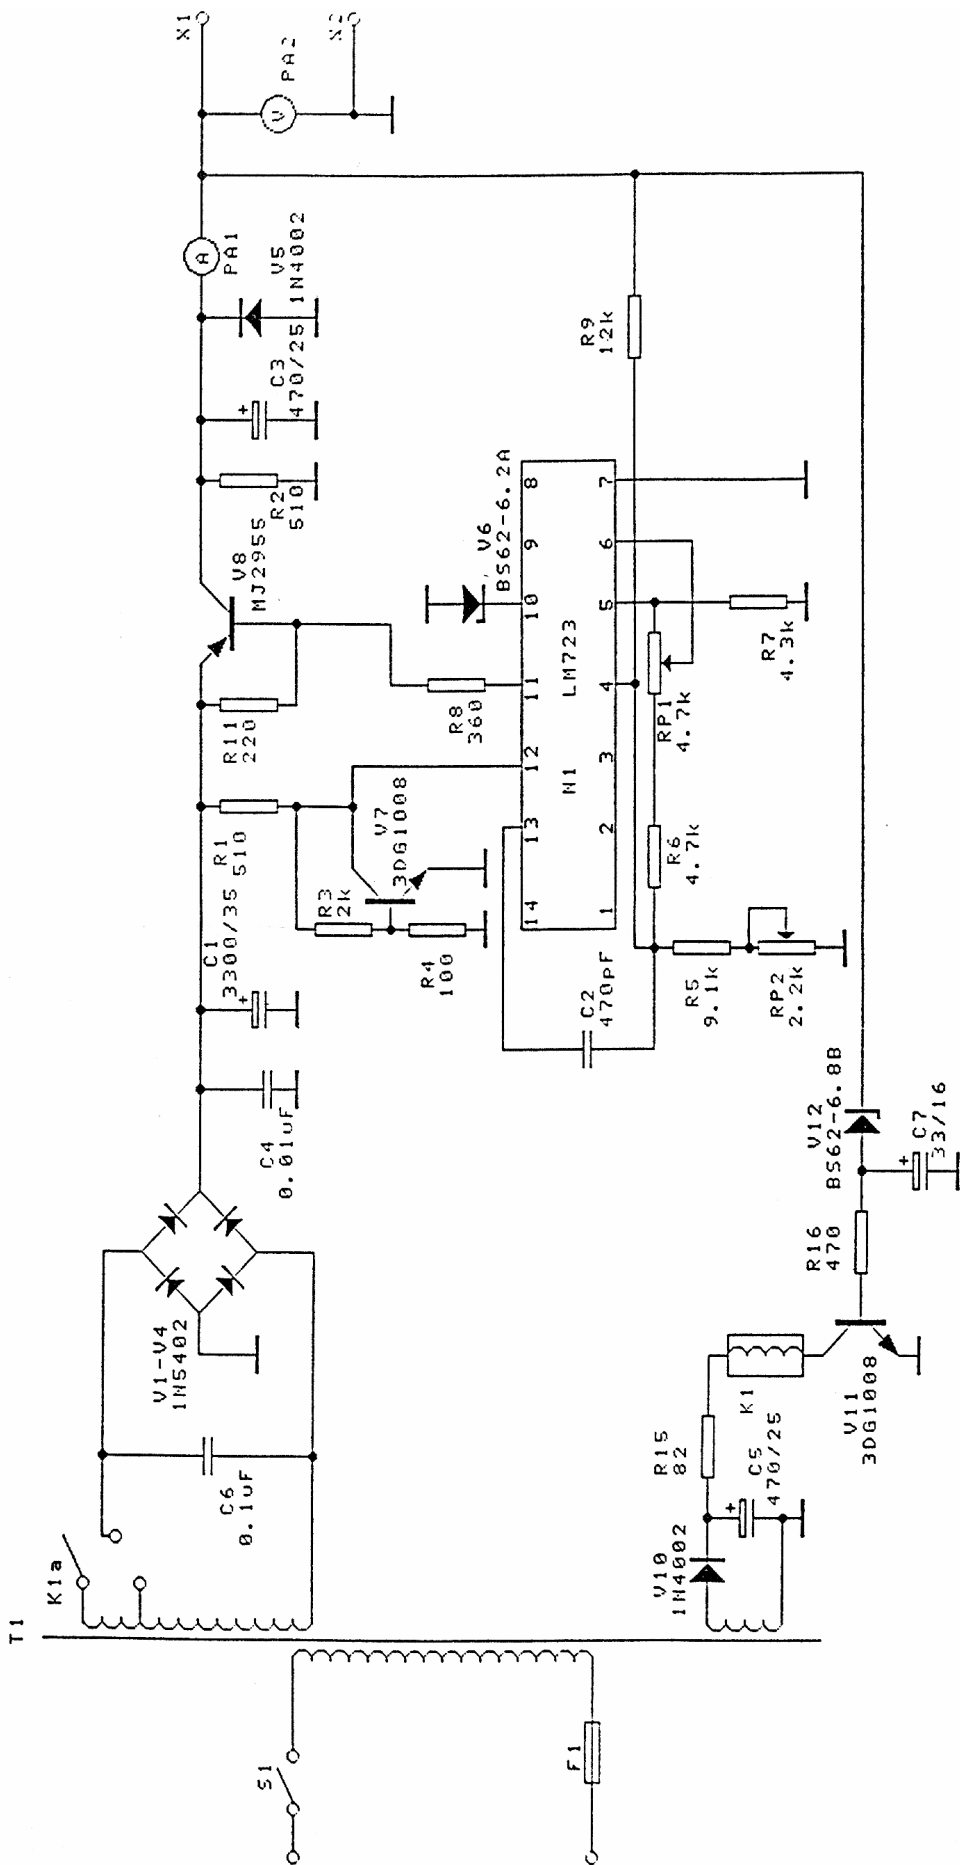 T1
S1
F1
K1a
C6
0.1uF
V1-V4
1N5402
C4
0.01uF
C1
3300/35
R1
510
R11
220
V8
MJ2955
R2
510
C3
470/25
V5
1N4002
A
PA1
V
PA2
X1
X2
R3
2k
R4
100
V7
3DG1008
R8
360
V6
BS62-6.2A
14
13
12
11
10
9
8
N1
LM723
1
2
3
4
5
6
7
C2
470pF
R6
4.7k
RP1
4.7k
R7
4.3k
R9
12k
R5
9.1k
RP2
2.2k
V10
1N4002
C5
470/25
R15
82
K1
V11
3DG1008
R16
470
V12
BS62-6.8B
C7
33/16
+
+
+
+